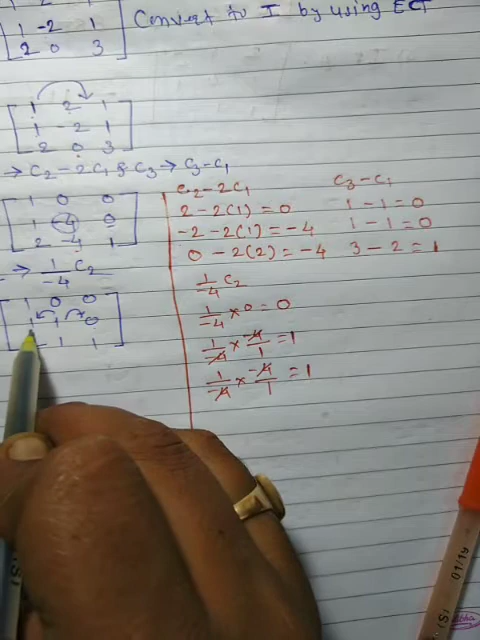 1 -2 1 Convert to I by using ECT
2 0 3
1 2 1
1 -2 1
2 0 3
→ C2 - 2C1 & C3 → C3 - C1
1 0 0
1 -4 0
2 -4 1
→ 1/-4 C2
1 0 0
1 1 0
1 1
C2 - 2C1
2 - 2(1) = 0
-2 - 2(1) = -4
0 - 2(2) = -4
C3 - C1
1 - 1 = 0
1 - 1 = 0
3 - 2 = 1
1/-4 C2
1/-4 × 0 = 0
1/-4 × -4/1 = 1
1/-4 × -4/1 = 1
01/19